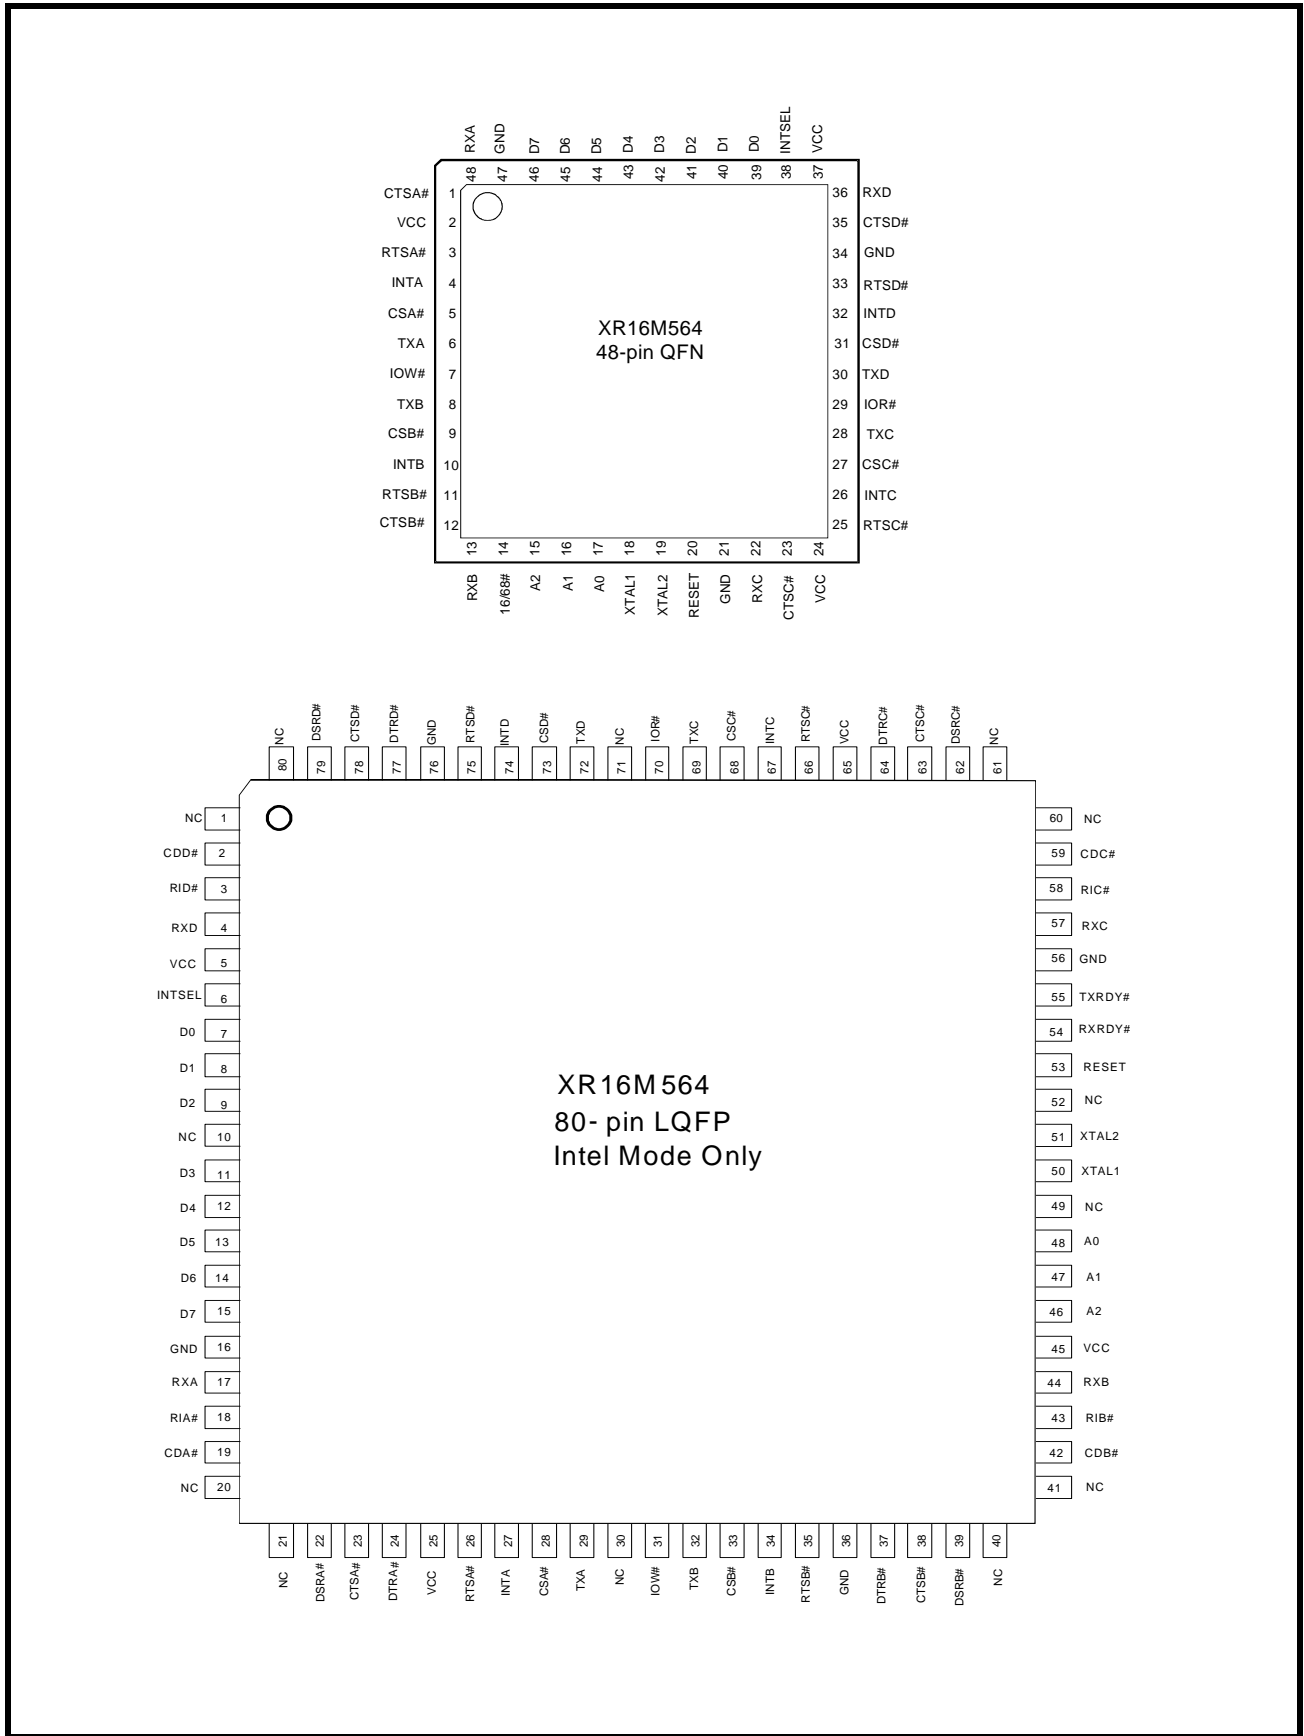 RXA GND D7 D6 D5 D4 D3 D2 D1 D0 INTSEL VCC
48 47 46 45 44 43 42 41 40 39 38 37
CTSA# 1 36 RXD
VCC 2 35 CTSD#
RTSA# 3 34 GND
INTA 4 33 RTSD#
CSA# 5 32 INTD
XR16M564
TXA 6 31 CSD#
48-pin QFN
IOW# 7 30 TXD
TXB 8 29 IOR#
CSB# 9 28 TXC
INTB 10 27 CSC#
RTSB# 11 26 INTC
CTSB# 12 25 RTSC#
13 14 15 16 17 18 19 20 21 22 23 24
RXB 16/68# A2 A1 A0 XTAL1 XTAL2 RESET GND RXC CTSC# VCC
NC DSRD# CTSD# DTRD# GND RTSD# INTD CSD# TXD NC IOR# TXC CSC# INTC RTSC# VCC DTRC# CTSC# DSRC# NC
80 79 78 77 76 75 74 73 72 71 70 69 68 67 66 65 64 63 62 61
NC 1 60 NC
CDD# 2 59 CDC#
RID# 3 58 RIC#
RXD 4 57 RXC
VCC 5 56 GND
INTSEL 6 55 TXRDY#
D0 7 54 RXRDY#
D1 8 53 RESET
XR16M564
D2 9 52 NC
80- pin LQFP
NC 10 51 XTAL2
Intel Mode Only
D3 11 50 XTAL1
D4 12 49 NC
D5 13 48 A0
D6 14 47 A1
D7 15 46 A2
GND 16 45 VCC
RXA 17 44 RXB
RIA# 18 43 RIB#
CDA# 19 42 CDB#
NC 20 41 NC
21 22 23 24 25 26 27 28 29 30 31 32 33 34 35 36 37 38 39 40
NC DSRA# CTSA# DTRA# VCC RTSA# INTA CSA# TXA NC IOW# TXB CSB# INTB RTSB# GND DTRB# CTSB# DSRB# NC